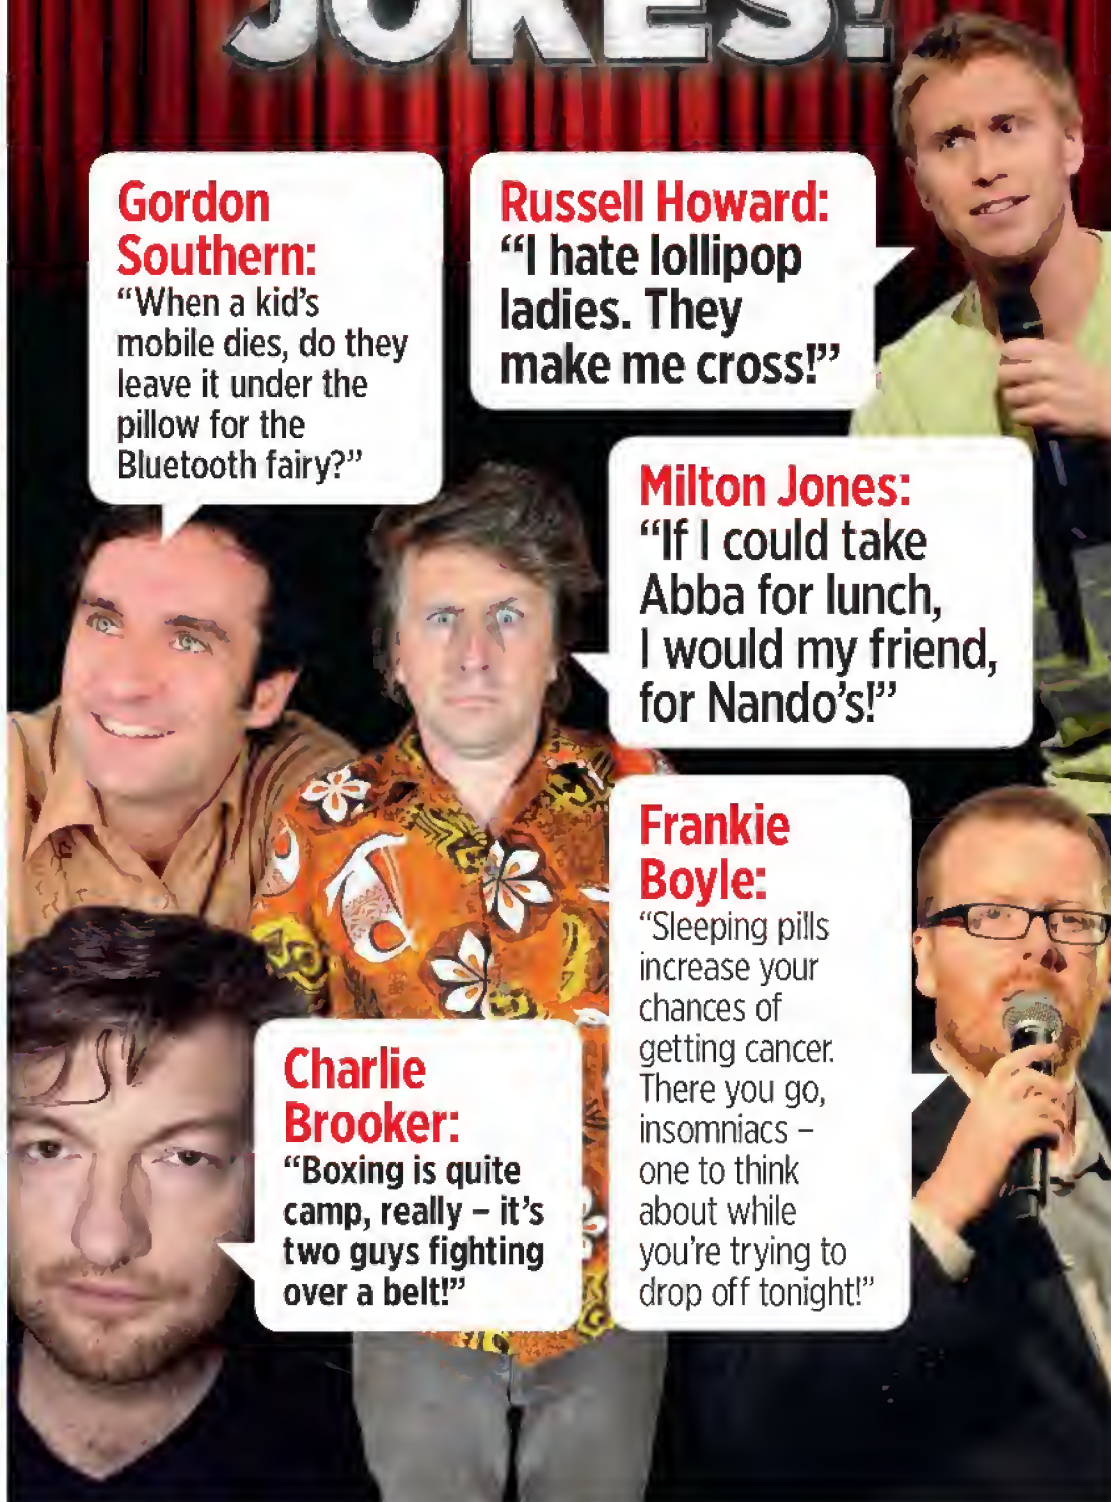 JOKES!
Gordon
Southern:
“When a kid’s
mobile dies, do they
leave it under the
pillow for the
Bluetooth fairy?”
Russell Howard:
“I hate lollipop
ladies. They
make me cross!”
Milton Jones:
“If I could take
Abba for lunch,
I would my friend,
for Nando’s!”
Frankie
Boyle:
“Sleeping pills
increase your
chances of
getting cancer.
There you go,
insomniacs –
one to think
about while
you’re trying to
drop off tonight!”
Charlie
Brooker:
“Boxing is quite
camp, really – it’s
two guys fighting
over a belt!”